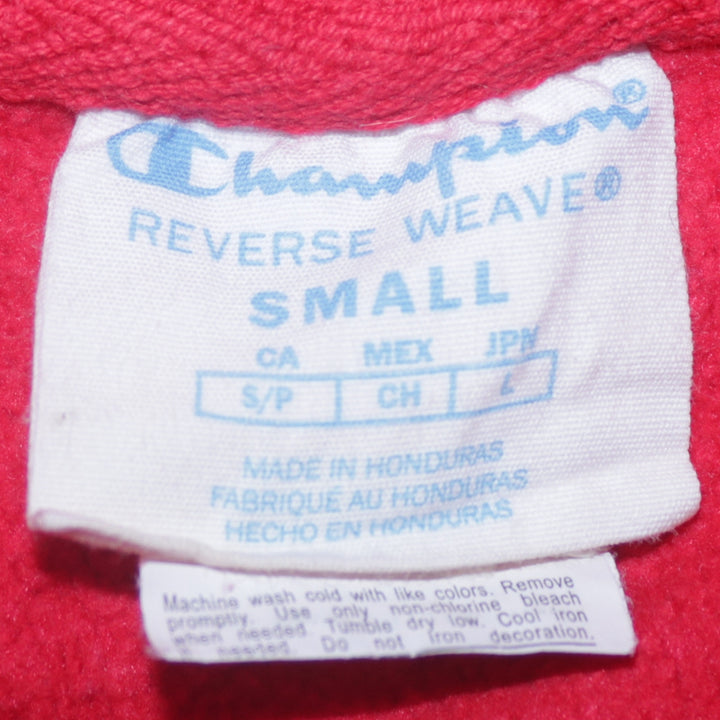 Champion®
REVERSE WEAVE®
SMALL
CA MEX JPN
S/P CH L
MADE IN HONDURAS
FABRIQUÉ AU HONDURAS
HECHO EN HONDURAS
Machine wash cold with like colors. Remove
promptly. Use only non-chlorine bleach
when needed. Tumble dry low. Cool iron
if needed. Do not iron decoration.